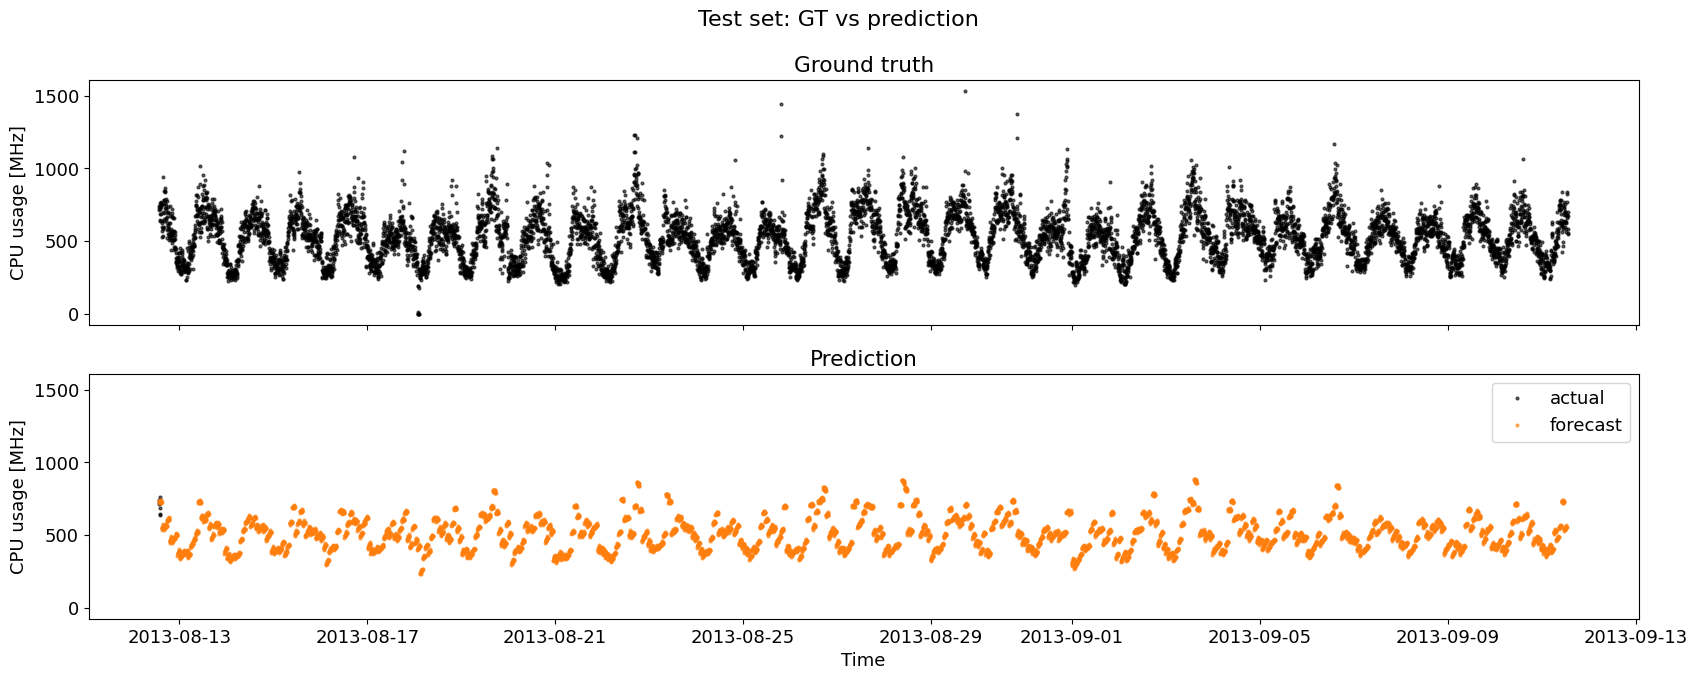 Test set: GT vs prediction
Ground truth
1500
1000
500
0
CPU usage [MHz]
Prediction
1500
1000
500
0
CPU usage [MHz]
actual
forecast
2013-08-13 2013-08-17 2013-08-21 2013-08-25 2013-08-29 2013-09-01 2013-09-05 2013-09-09 2013-09-13
Time